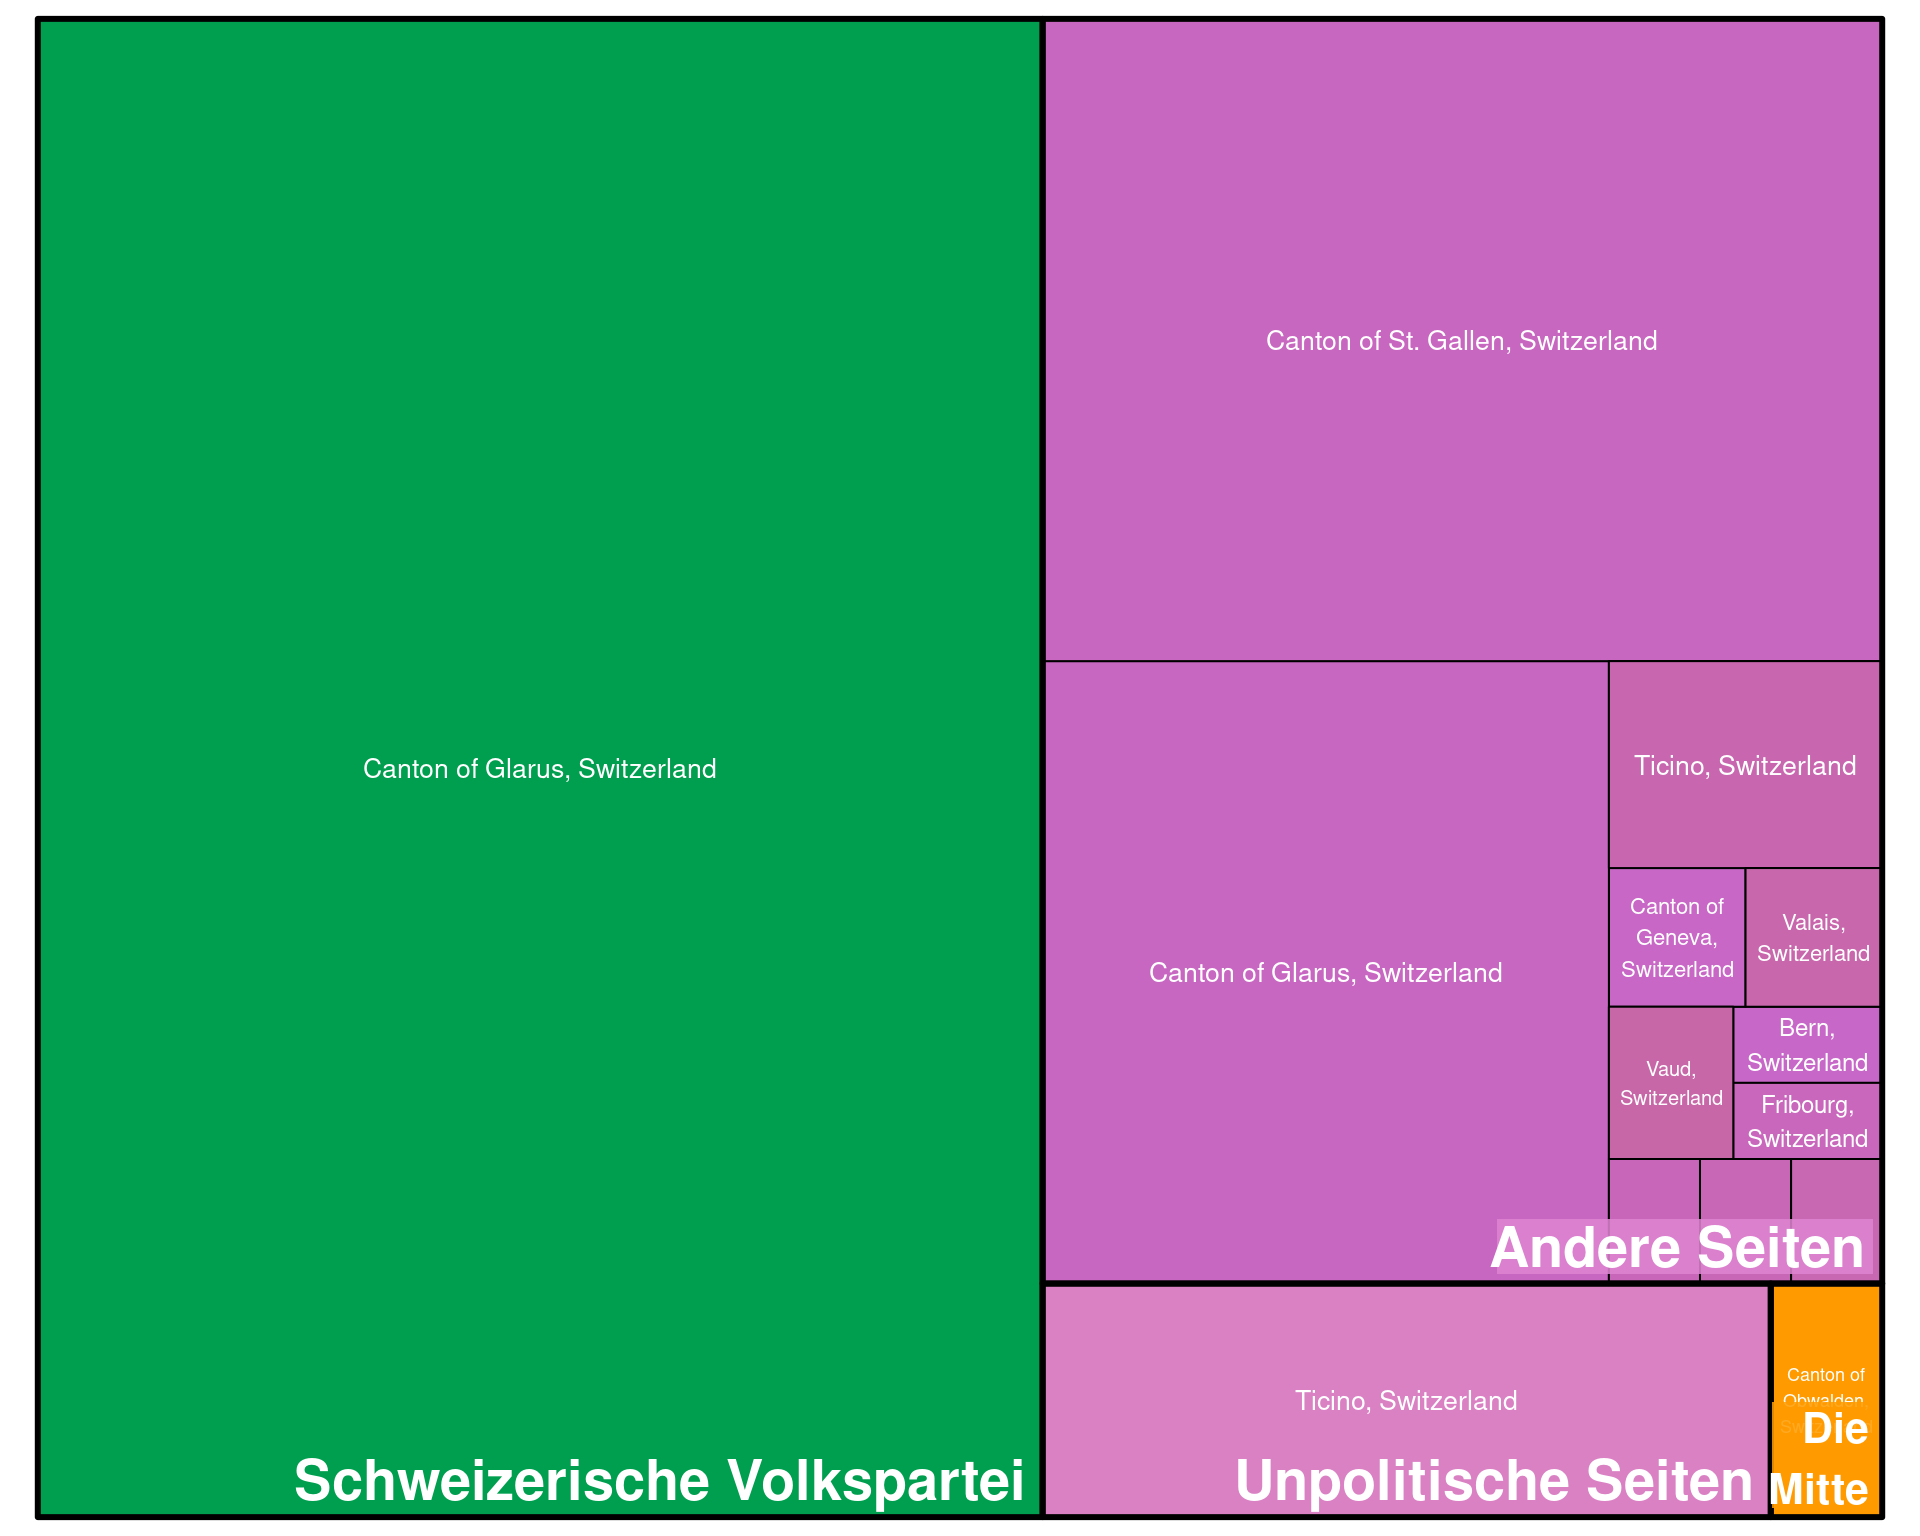 Canton of St. Gallen, Switzerland
Canton of Glarus, Switzerland
Ticino, Switzerland
Canton of
Geneva,
Switzerland
Valais,
Switzerland
Canton of Glarus, Switzerland
Bern,
Switzerland
Vaud,
Switzerland
Fribourg,
Switzerland
Andere Seiten
Ticino, Switzerland
Canton of
Obwalden,
Schweizerische Volkspartei
Unpolitische Seiten
Die
Mitte